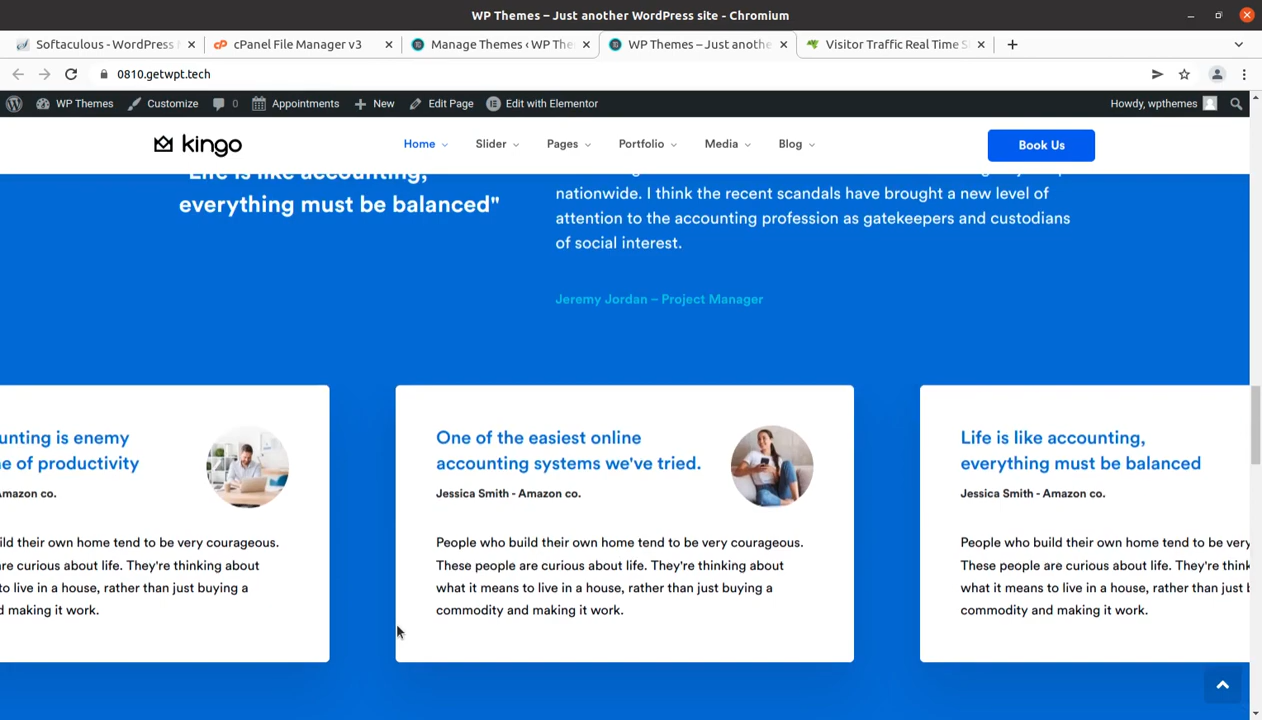 WP Themes – Just another WordPress site - Chromium
Softaculous - WordPress
cPanel File Manager v3
Manage Themes ‹ WP The
WP Themes – Just anothe
Visitor Traffic Real Time S
0810.getwpt.tech
WP Themes
Customize
0
Appointments
New
Edit Page
Edit with Elementor
Howdy, wpthemes
kingo
Home
Slider
Pages
Portfolio
Media
Blog
Book Us
"Life is like accounting,
everything must be balanced"
nationwide. I think the recent scandals have brought a new level of
attention to the accounting profession as gatekeepers and custodians
of social interest.
Jeremy Jordan – Project Manager
unting is enemy
e of productivity
Amazon co.
ild their own home tend to be very courageous.
re curious about life. They're thinking about
to live in a house, rather than just buying a
d making it work.
One of the easiest online
accounting systems we've tried.
Jessica Smith - Amazon co.
People who build their own home tend to be very courageous.
These people are curious about life. They're thinking about
what it means to live in a house, rather than just buying a
commodity and making it work.
Life is like accounting,
everything must be balanced
Jessica Smith - Amazon co.
People who build their own home tend to be very
These people are curious about life. They're think
what it means to live in a house, rather than just b
commodity and making it work.